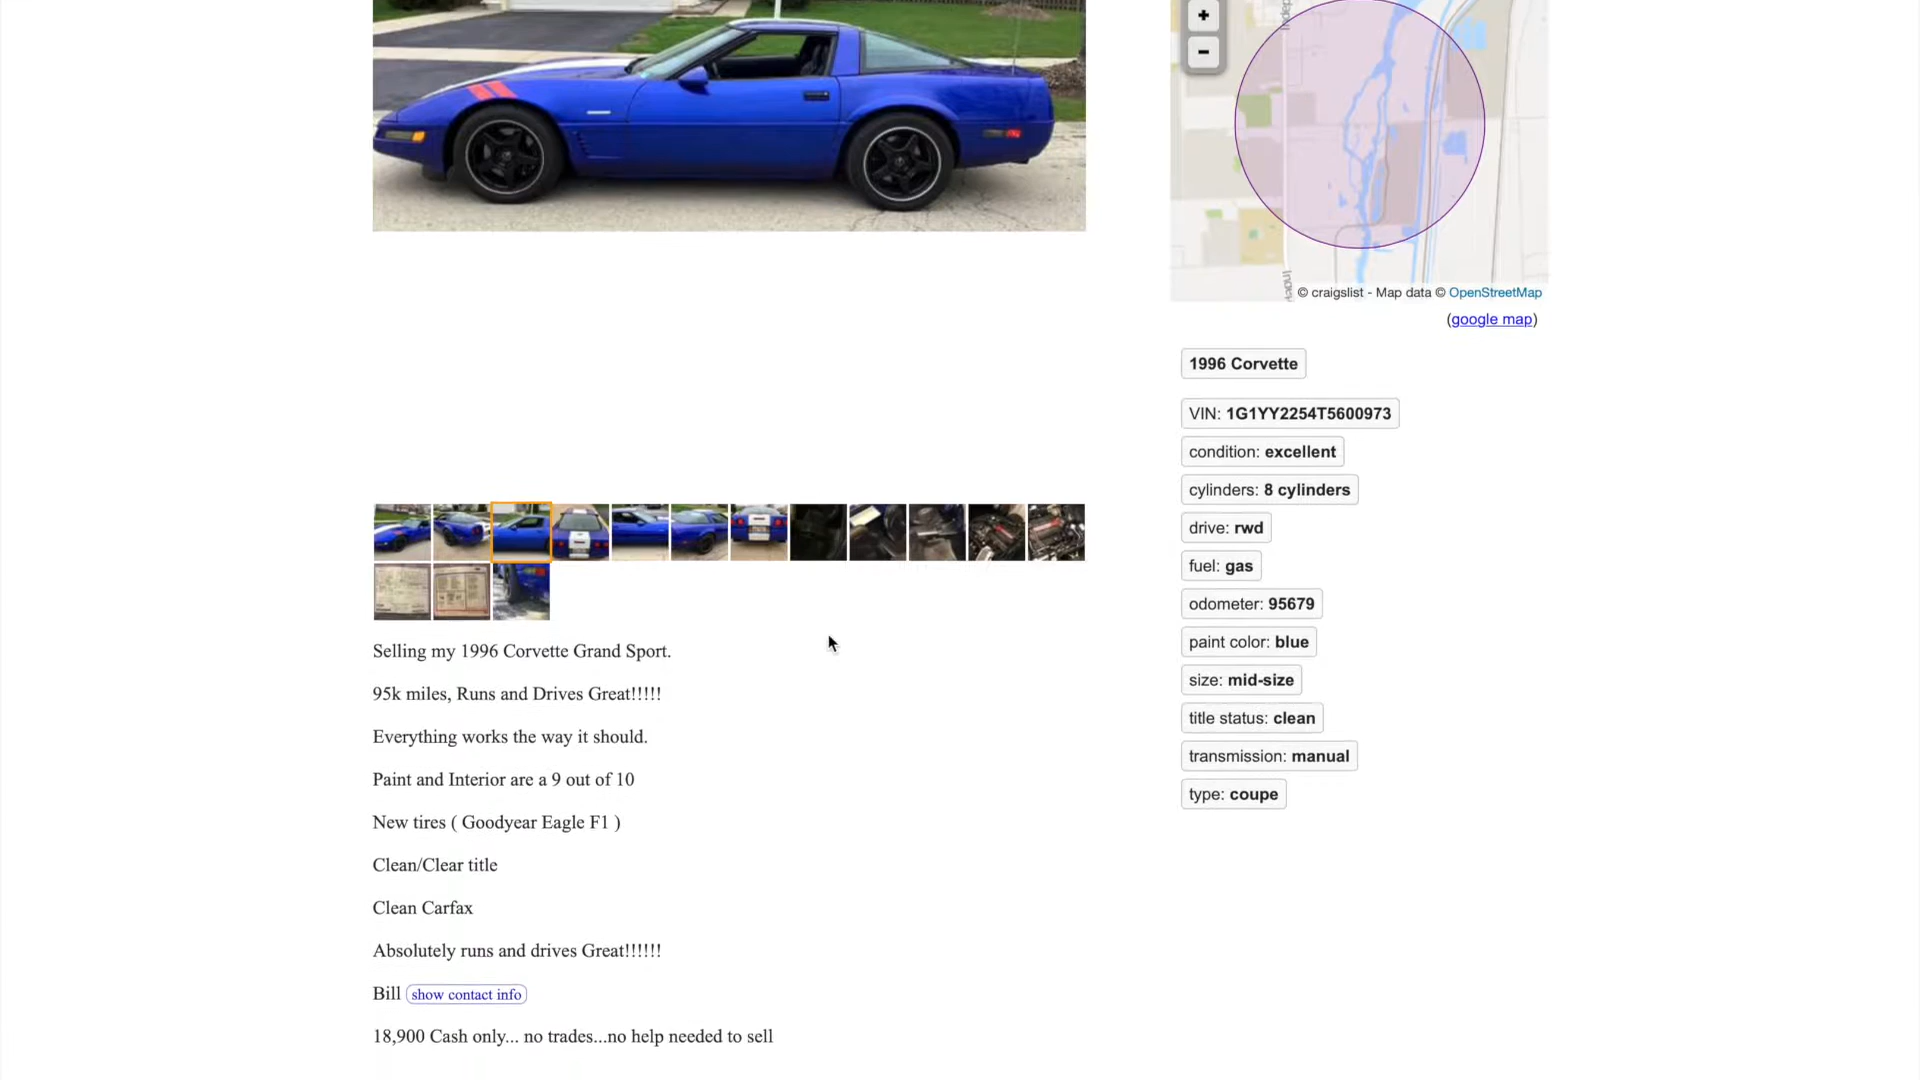 +
−
© craigslist - Map data © OpenStreetMap
(google map)
1996 Corvette
VIN: 1G1YY2254T5600973
condition: excellent
cylinders: 8 cylinders
drive: rwd
fuel: gas
odometer: 95679
paint color: blue
size: mid-size
title status: clean
transmission: manual
type: coupe
Selling my 1996 Corvette Grand Sport.
95k miles, Runs and Drives Great!!!!!
Everything works the way it should.
Paint and Interior are a 9 out of 10
New tires ( Goodyear Eagle F1 )
Clean/Clear title
Clean Carfax
Absolutely runs and drives Great!!!!!!
Bill show contact info
18,900 Cash only... no trades...no help needed to sell